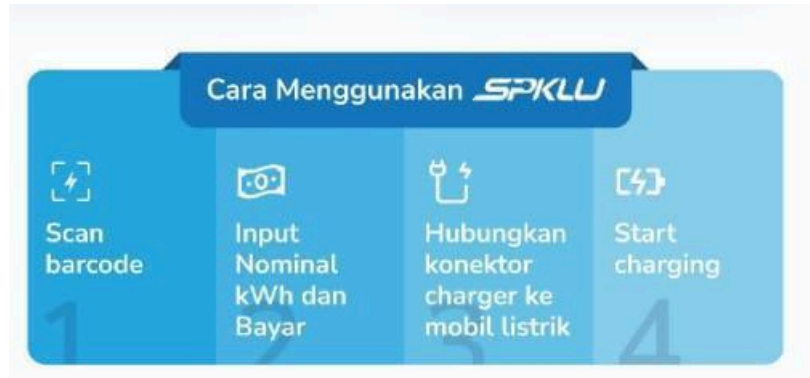 Cara Menggunakan SPKLU
Scan
barcode
1
Input
Nominal
kWh dan
Bayar
2
Hubungkan
konektor
charger ke
mobil listrik
3
Start
charging
4